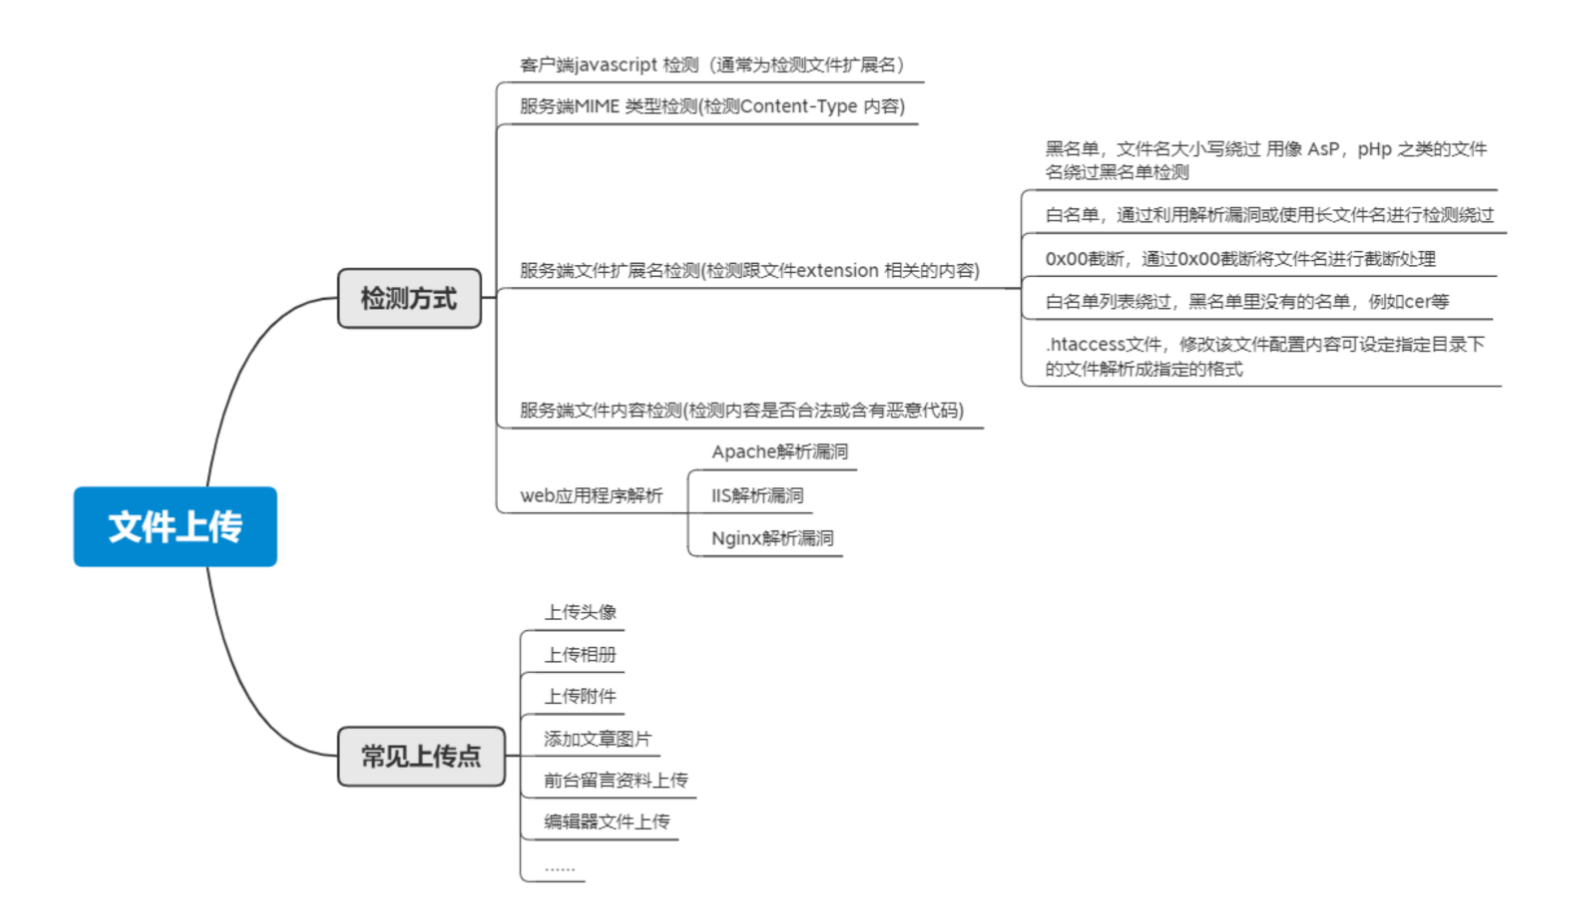 客户端javascript 检测（通常为检测文件扩展名）
服务端MIME 类型检测(检测Content-Type 内容)
黑名单，文件名大小写绕过 用像 AsP，pHp 之类的文件
名绕过黑名单检测
白名单，通过利用解析漏洞或使用长文件名进行检测绕过
服务端文件扩展名检测(检测跟文件extension 相关的内容)
0x00截断，通过0x00截断将文件名进行截断处理
白名单列表绕过，黑名单里没有的名单，例如cer等
.htaccess文件，修改该文件配置内容可设定指定目录下
的文件解析成指定的格式
检测方式
服务端文件内容检测(检测内容是否合法或含有恶意代码)
Apache解析漏洞
web应用程序解析
IIS解析漏洞
Nginx解析漏洞
文件上传
上传头像
上传相册
上传附件
添加文章图片
常见上传点
前台留言资料上传
编辑器文件上传
……